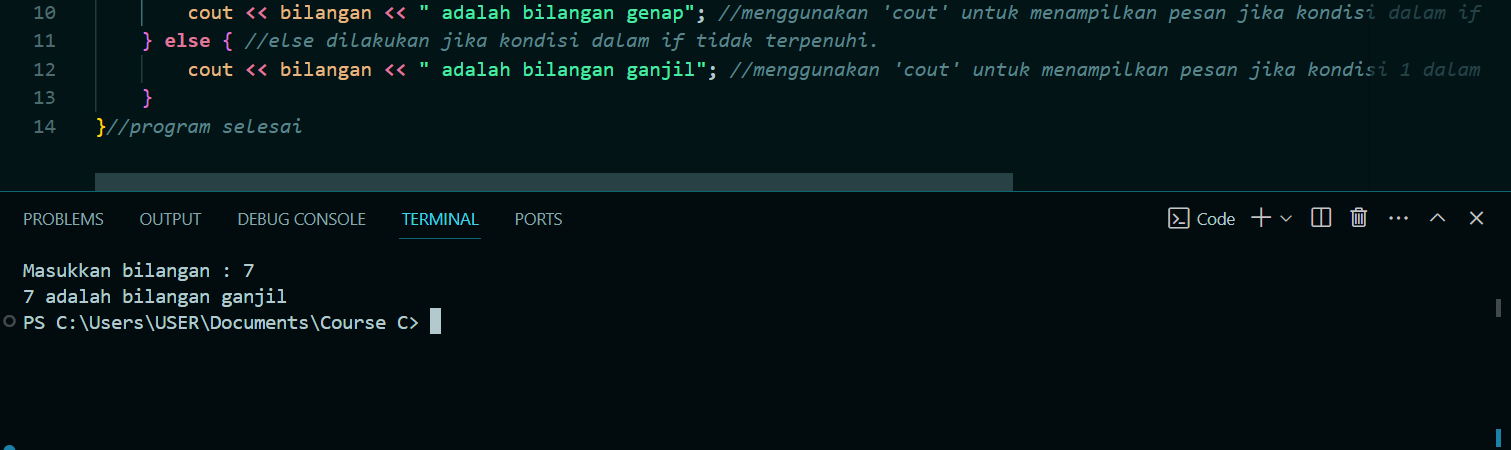 10 cout << bilangan << " adalah bilangan genap"; //menggunakan 'cout' untuk menampilkan pesan jika kondisi dalam if
11 } else { //else dilakukan jika kondisi dalam if tidak terpenuhi.
12 cout << bilangan << " adalah bilangan ganjil"; //menggunakan 'cout' untuk menampilkan pesan jika kondisi 1 dalam
13 }
14 }//program selesai
PROBLEMS OUTPUT DEBUG CONSOLE TERMINAL PORTS Code
Masukkan bilangan : 7
7 adalah bilangan ganjil
PS C:\Users\USER\Documents\Course C>